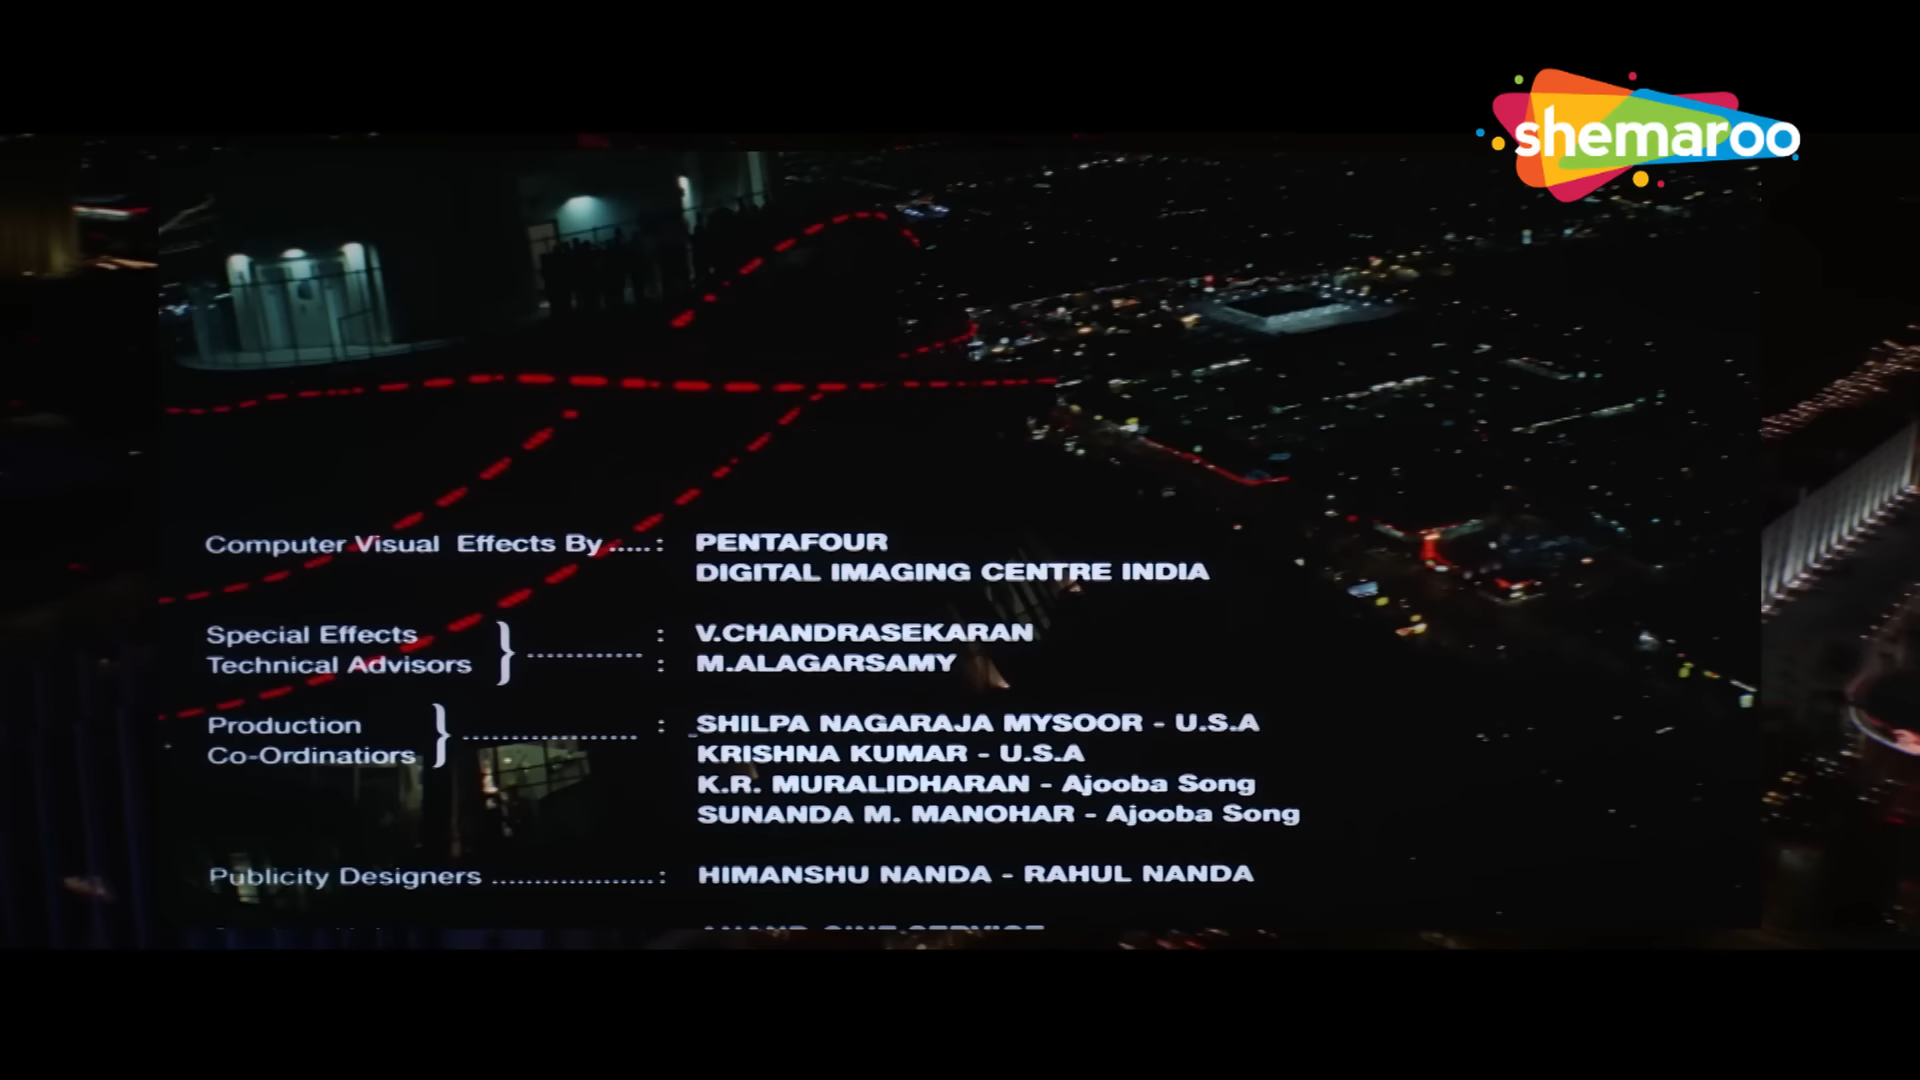 shemaroo
Computer Visual Effects By.....: PENTAFOUR
DIGITAL IMAGING CENTRE INDIA
Special Effects } ............ : V.CHANDRASEKARAN
Technical Advisors : M.ALAGARSAMY
Production } .................. : SHILPA NAGARAJA MYSOOR - U.S.A
Co-Ordinatiors KRISHNA KUMAR - U.S.A
K.R. MURALIDHARAN - Ajooba Song
SUNANDA M. MANOHAR - Ajooba Song
Publicity Designers ...................: HIMANSHU NANDA - RAHUL NANDA